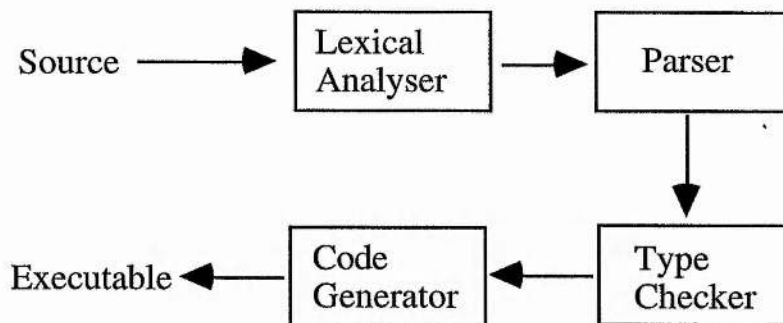 Source
Lexical
Analyser
Parser
Type
Checker
Code
Generator
Executable